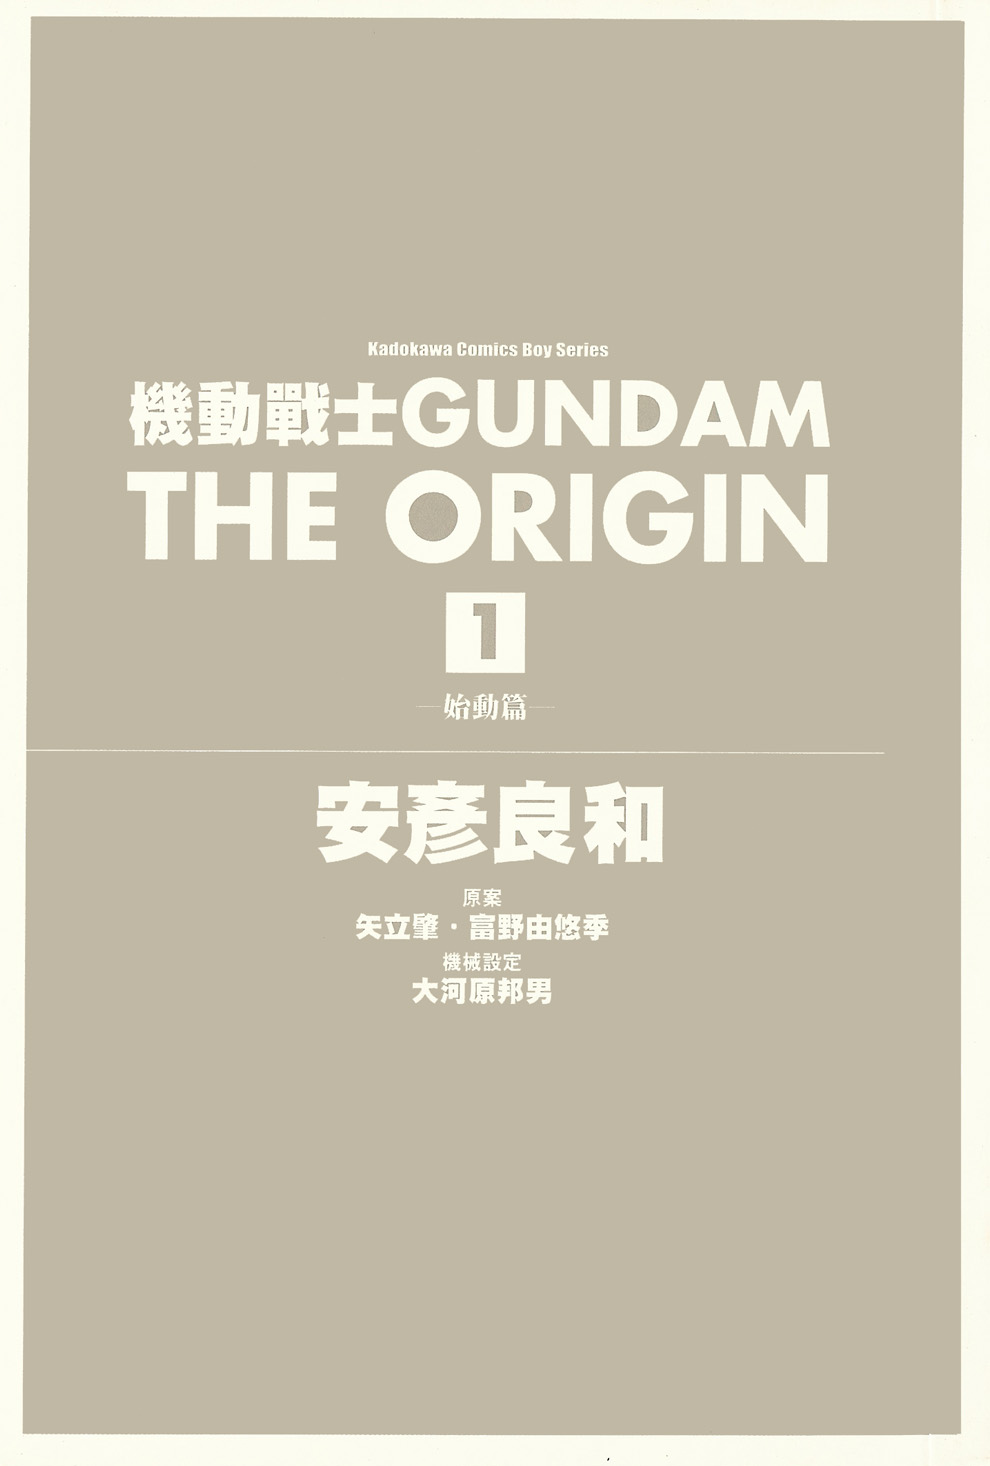 Kadokawa Comics Boy Series
機動戰士GUNDAM
THE ORIGIN
1
—始動篇—
安彥良和
原案
矢立肇・富野由悠季
機械設定
大河原邦男